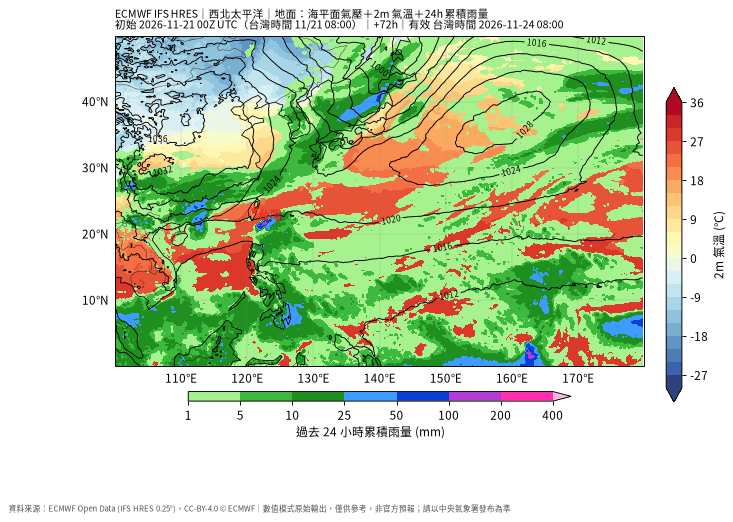 ECMWF IFS HRES｜西北太平洋｜地面：海平面氣壓＋2m 氣溫＋24h 累積雨量
初始 2026-11-21 00Z UTC（台灣時間 11/21 08:00）｜+72h｜有效 台灣時間 2026-11-24 08:00
1016
1012
1000
36
40°N
1028
27
1036
30°N
1032
1024
1024
18
1020
9
20°N
1016
0
2m 氣溫 (°C)
10°N
1012
-9
-18
-27
110°E 120°E 130°E 140°E 150°E 160°E 170°E
1 5 10 25 50 100 200 400
過去 24 小時累積雨量 (mm)
資料來源：ECMWF Open Data (IFS HRES 0.25°)，CC-BY-4.0 © ECMWF｜數值模式原始輸出，僅供參考，非官方預報；請以中央氣象署發布為準